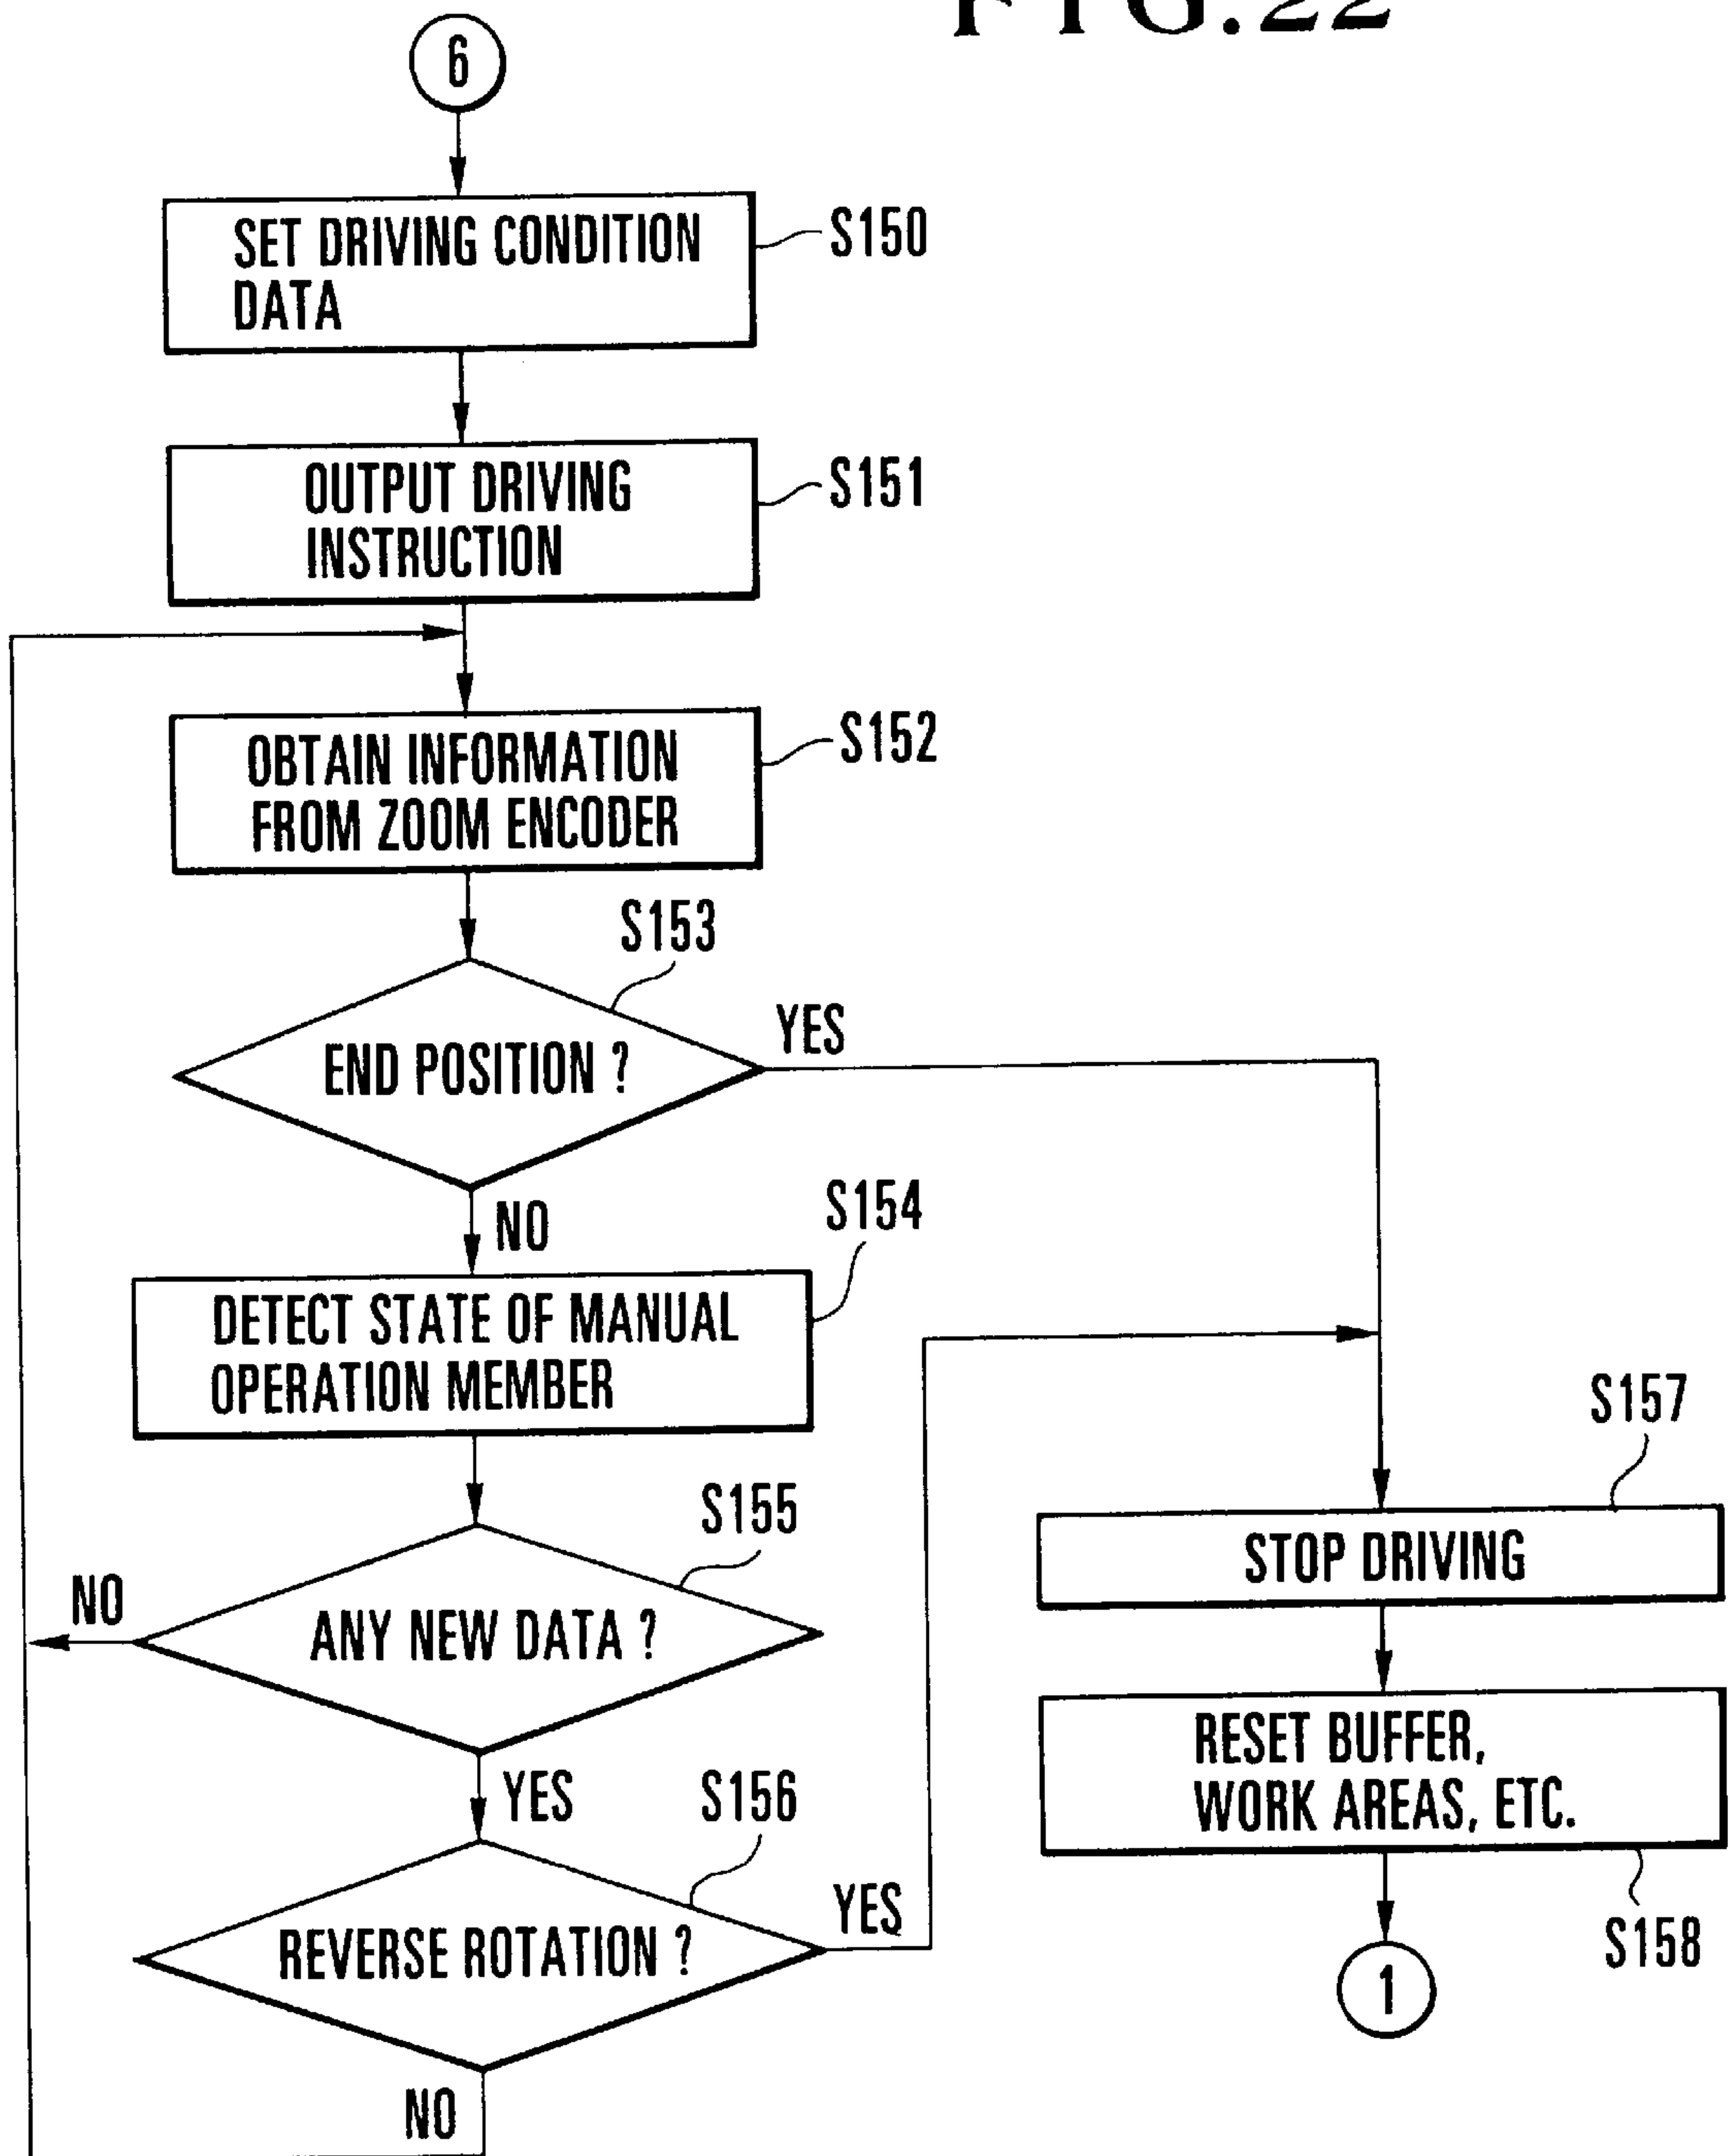 FIG.22
6
SET DRIVING CONDITION
DATA
S150
OUTPUT DRIVING
INSTRUCTION
S151
OBTAIN INFORMATION
FROM ZOOM ENCODER
S152
S153
END POSITION ?
YES
NO
S154
DETECT STATE OF MANUAL
OPERATION MEMBER
S155
NO
ANY NEW DATA ?
YES
S156
REVERSE ROTATION ?
YES
NO
S157
STOP DRIVING
RESET BUFFER,
WORK AREAS, ETC.
S158
1